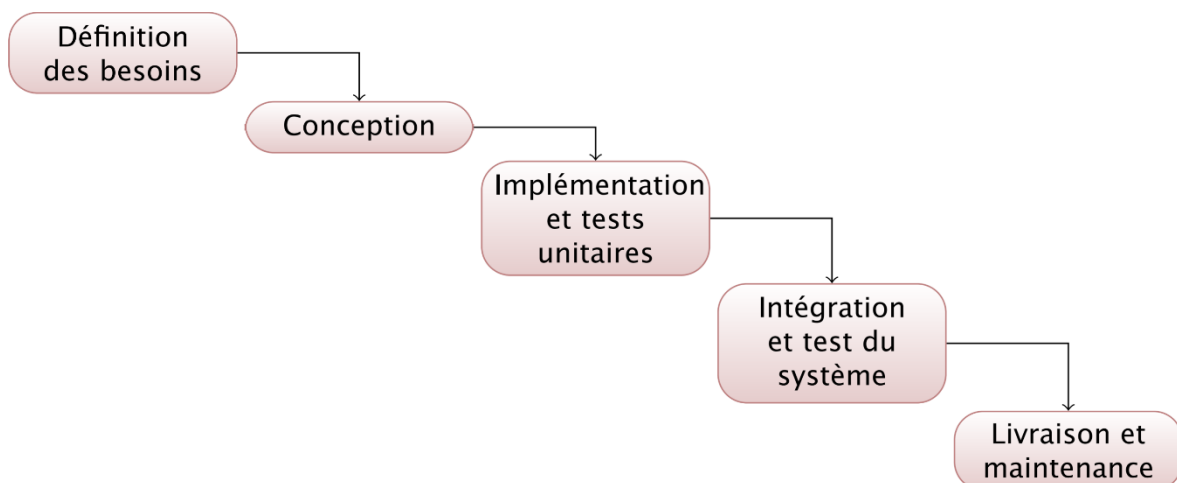 Définition
des besoins
Conception
Implémentation
et tests
unitaires
Intégration
et test du
système
Livraison et
maintenance